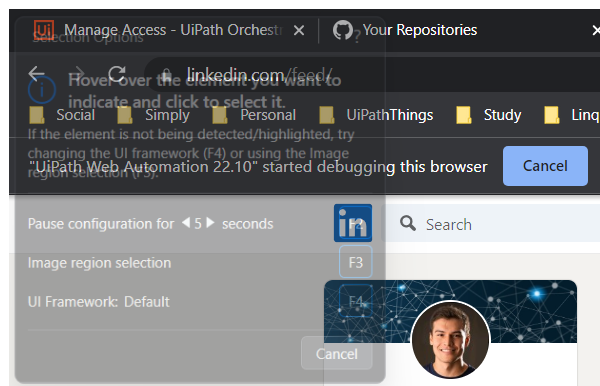 Manage Access - UiPath Orchestr
Your Repositories
Selection Options
?
linkedin.com/feed/
Hover over the element you want to
indicate and click to select it.
Social
Simply
Personal
UiPathThings
Study
Linq
If the element is not being detected/highlighted, try
changing the UI framework (F4) or using the Image
region selection (F3).
"UiPath Web Automation 22.10" started debugging this browser
Cancel
Pause configuration for 5 seconds
F2
in
Search
Image region selection
F3
UI Framework: Default
F4
Cancel